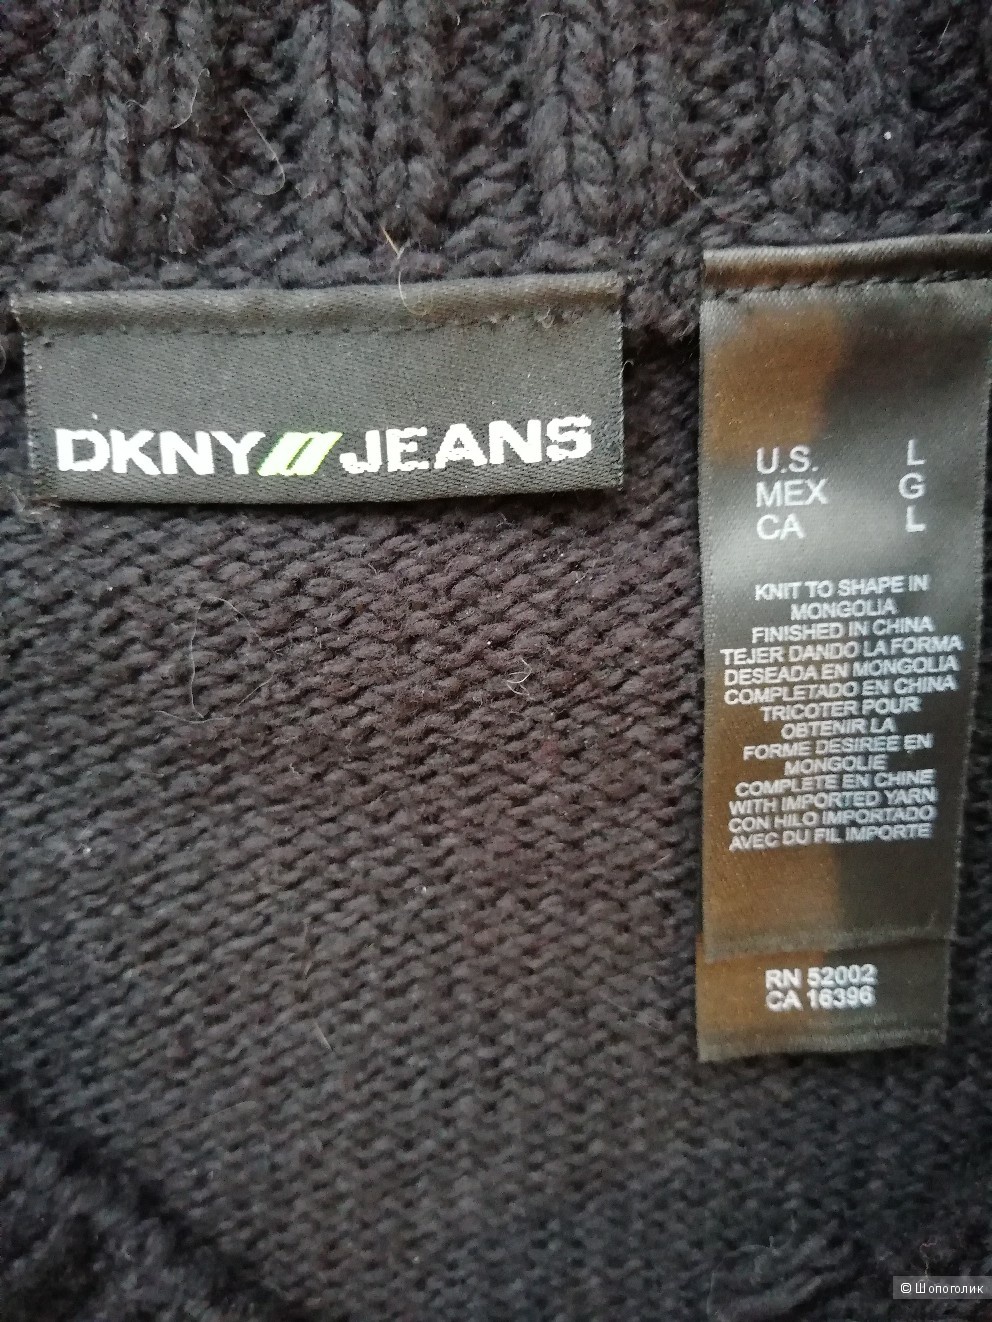 DKNY JEANS
U.S. L
MEX G
CA L
KNIT TO SHAPE IN
MONGOLIA
FINISHED IN CHINA
TEJER DANDO LA FORMA
DESEADA EN MONGOLIA
COMPLETADO EN CHINA
TRICOTER POUR
OBTENIR LA
FORME DESIREE EN
MONGOLIE
COMPLETE EN CHINE
WITH IMPORTED YARN
CON HILO IMPORTADO
AVEC DU FIL IMPORTE
RN 52002
CA 16396
© Шопоголик